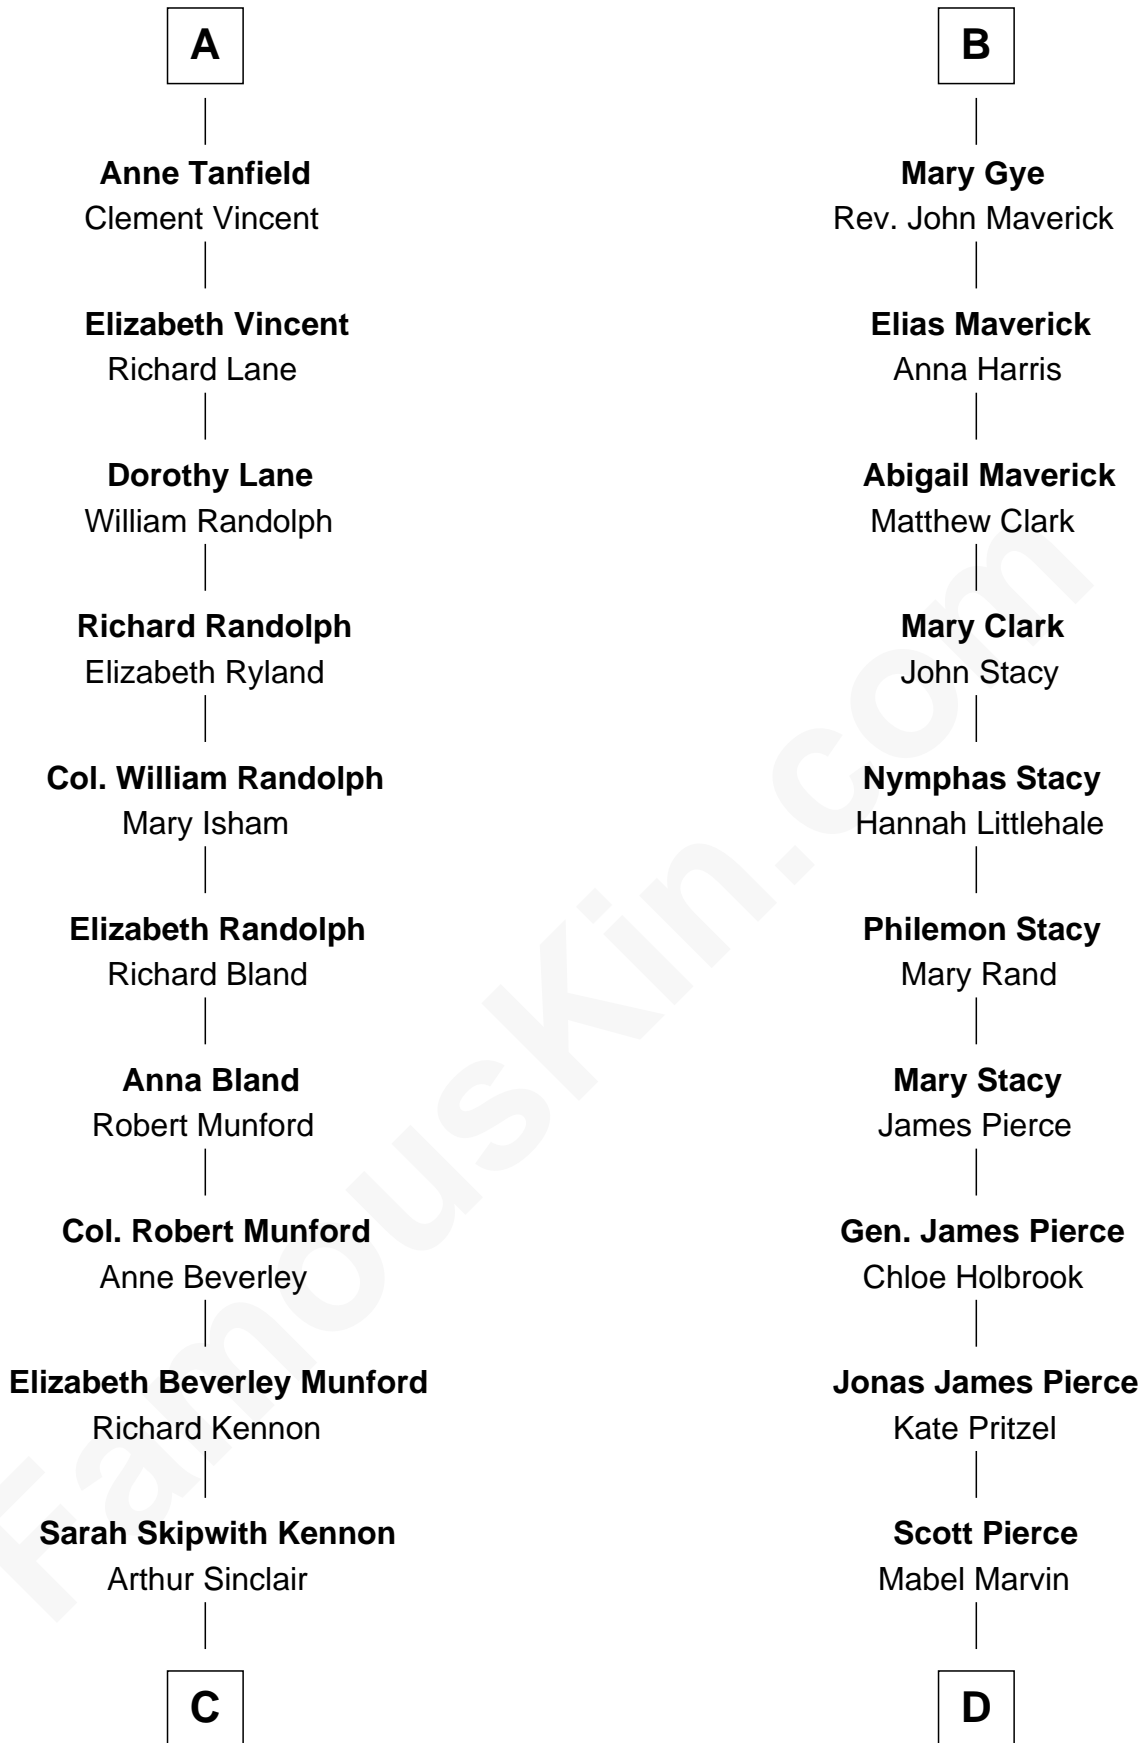 A
Anne Tanfield
Clement Vincent
Elizabeth Vincent
Richard Lane
Dorothy Lane
William Randolph
Richard Randolph
Elizabeth Ryland
Col. William Randolph
Mary Isham
Elizabeth Randolph
Richard Bland
Anna Bland
Robert Munford
Col. Robert Munford
Anne Beverley
Elizabeth Beverley Munford
Richard Kennon
Sarah Skipwith Kennon
Arthur Sinclair
C
B
Mary Gye
Rev. John Maverick
Elias Maverick
Anna Harris
Abigail Maverick
Matthew Clark
Mary Clark
John Stacy
Nymphas Stacy
Hannah Littlehale
Philemon Stacy
Mary Rand
Mary Stacy
James Pierce
Gen. James Pierce
Chloe Holbrook
Jonas James Pierce
Kate Pritzel
Scott Pierce
Mabel Marvin
D
FamousKin.com